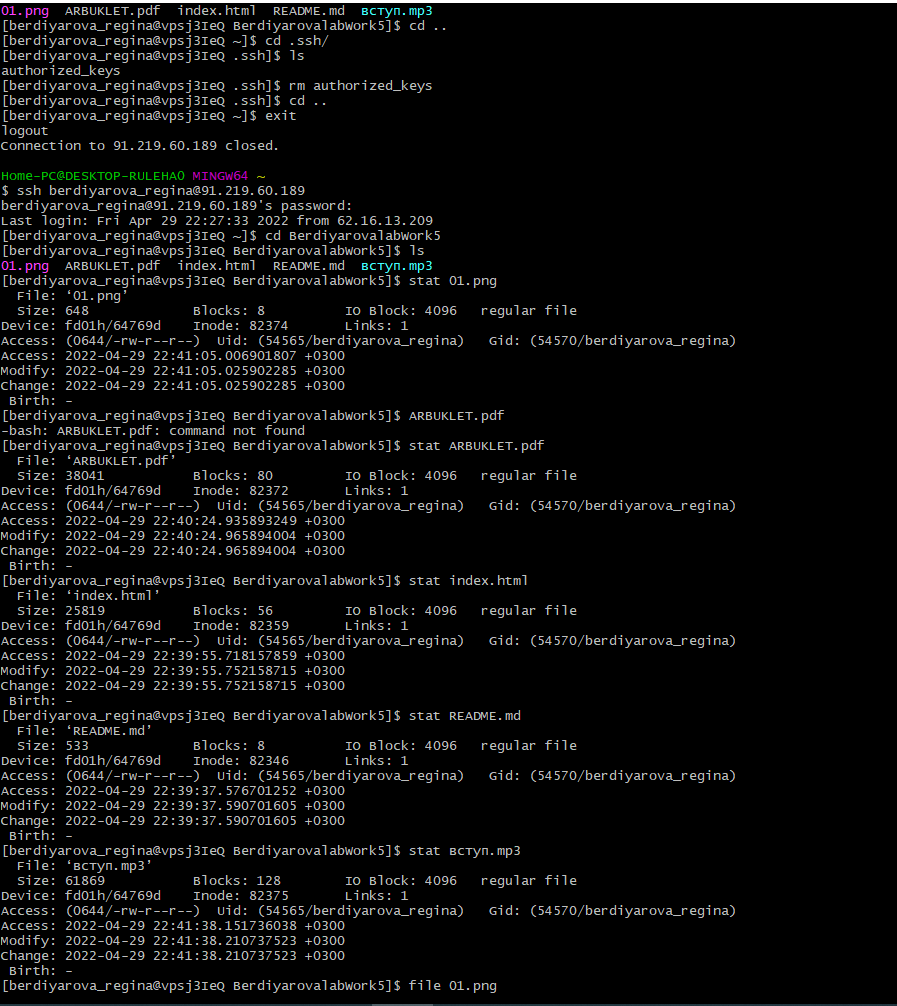 01.png  ARBUKLET.pdf  index.html  README.md  вступ.mp3
[berdiyarova_regina@vpsj3IeQ BerdiyarovalabWork5]$ cd ..
[berdiyarova_regina@vpsj3IeQ ~]$ cd .ssh/
[berdiyarova_regina@vpsj3IeQ .ssh]$ ls
authorized_keys
[berdiyarova_regina@vpsj3IeQ .ssh]$ rm authorized_keys
[berdiyarova_regina@vpsj3IeQ .ssh]$ cd ..
[berdiyarova_regina@vpsj3IeQ ~]$ exit
logout
Connection to 91.219.60.189 closed.
Home-PC@DESKTOP-RULEHA0 MINGW64 ~
$ ssh berdiyarova_regina@91.219.60.189
berdiyarova_regina@91.219.60.189's password:
Last login: Fri Apr 29 22:27:33 2022 from 62.16.13.209
[berdiyarova_regina@vpsj3IeQ ~]$ cd BerdiyarovalabWork5
[berdiyarova_regina@vpsj3IeQ BerdiyarovalabWork5]$ ls
01.png  ARBUKLET.pdf  index.html  README.md  вступ.mp3
[berdiyarova_regina@vpsj3IeQ BerdiyarovalabWork5]$ stat 01.png
  File: ‘01.png’
  Size: 648             Blocks: 8          IO Block: 4096   regular file
Device: fd01h/64769d    Inode: 82374       Links: 1
Access: (0644/-rw-r--r--)  Uid: (54565/berdiyarova_regina)   Gid: (54570/berdiyarova_regina)
Access: 2022-04-29 22:41:05.006901807 +0300
Modify: 2022-04-29 22:41:05.025902285 +0300
Change: 2022-04-29 22:41:05.025902285 +0300
 Birth: -
[berdiyarova_regina@vpsj3IeQ BerdiyarovalabWork5]$ ARBUKLET.pdf
-bash: ARBUKLET.pdf: command not found
[berdiyarova_regina@vpsj3IeQ BerdiyarovalabWork5]$ stat ARBUKLET.pdf
  File: ‘ARBUKLET.pdf’
  Size: 38041           Blocks: 80         IO Block: 4096   regular file
Device: fd01h/64769d    Inode: 82372       Links: 1
Access: (0644/-rw-r--r--)  Uid: (54565/berdiyarova_regina)   Gid: (54570/berdiyarova_regina)
Access: 2022-04-29 22:40:24.935893249 +0300
Modify: 2022-04-29 22:40:24.965894004 +0300
Change: 2022-04-29 22:40:24.965894004 +0300
 Birth: -
[berdiyarova_regina@vpsj3IeQ BerdiyarovalabWork5]$ stat index.html
  File: ‘index.html’
  Size: 25819           Blocks: 56         IO Block: 4096   regular file
Device: fd01h/64769d    Inode: 82359       Links: 1
Access: (0644/-rw-r--r--)  Uid: (54565/berdiyarova_regina)   Gid: (54570/berdiyarova_regina)
Access: 2022-04-29 22:39:55.718157859 +0300
Modify: 2022-04-29 22:39:55.752158715 +0300
Change: 2022-04-29 22:39:55.752158715 +0300
 Birth: -
[berdiyarova_regina@vpsj3IeQ BerdiyarovalabWork5]$ stat README.md
  File: ‘README.md’
  Size: 533             Blocks: 8          IO Block: 4096   regular file
Device: fd01h/64769d    Inode: 82346       Links: 1
Access: (0644/-rw-r--r--)  Uid: (54565/berdiyarova_regina)   Gid: (54570/berdiyarova_regina)
Access: 2022-04-29 22:39:37.576701252 +0300
Modify: 2022-04-29 22:39:37.590701605 +0300
Change: 2022-04-29 22:39:37.590701605 +0300
 Birth: -
[berdiyarova_regina@vpsj3IeQ BerdiyarovalabWork5]$ stat вступ.mp3
  File: ‘вступ.mp3’
  Size: 61869           Blocks: 128        IO Block: 4096   regular file
Device: fd01h/64769d    Inode: 82375       Links: 1
Access: (0644/-rw-r--r--)  Uid: (54565/berdiyarova_regina)   Gid: (54570/berdiyarova_regina)
Access: 2022-04-29 22:41:38.151736038 +0300
Modify: 2022-04-29 22:41:38.210737523 +0300
Change: 2022-04-29 22:41:38.210737523 +0300
 Birth: -
[berdiyarova_regina@vpsj3IeQ BerdiyarovalabWork5]$ file 01.png